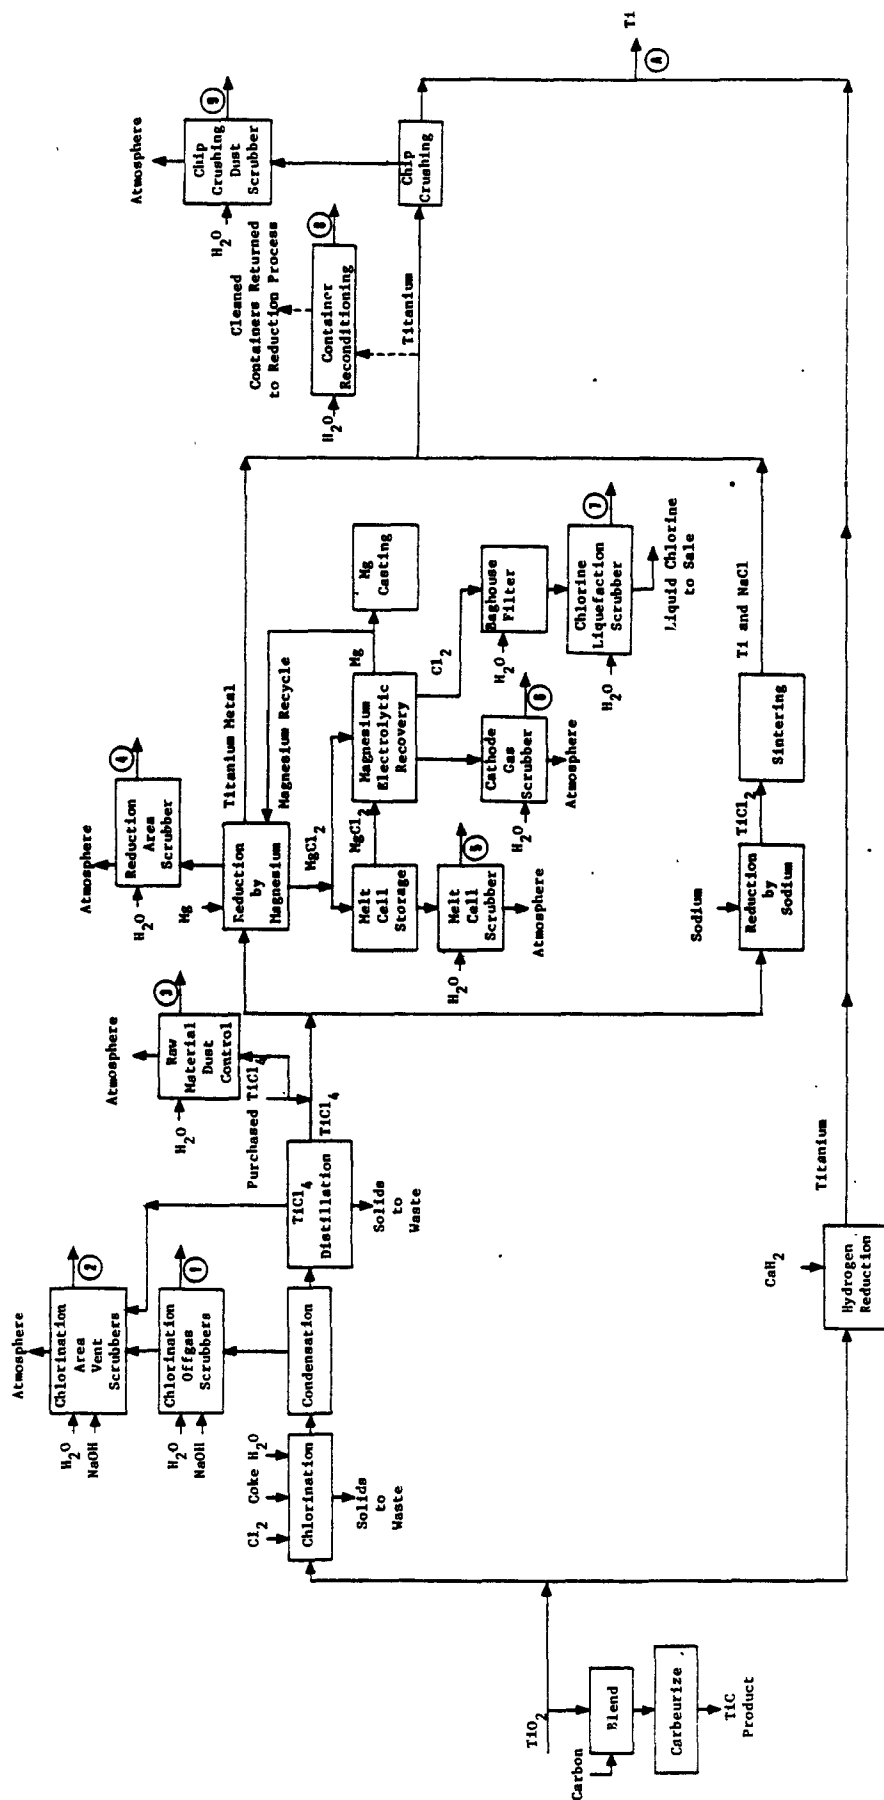 TiO2
Carbon
Blend
Carbeurize
TiC
Product
Cl2
Coke
H2O
Chlorination
Solids
to
Waste
Condensation
H2O
NaOH
Chlorination
Offgas
Scrubbers
1
H2O
NaOH
Chlorination
Area
Vent
Scrubbers
2
Atmosphere
TiCl4
Distillation
Solids
to
Waste
TiCl4
Purchased TiCl4
H2O
Raw
Material
Dust
Control
3
Atmosphere
Mg
Reduction
by
Magnesium
H2O
Reduction
Area
Scrubber
4
Atmosphere
Titanium Metal
Magnesium Recycle
MgCl2
Melt
Cell
Storage
MgCl2
H2O
Melt
Cell
Scrubber
5
Atmosphere
Magnesium
Electrolytic
Recovery
Mg
Mg
Casting
H2O
Cathode
Gas
Scrubber
6
Atmosphere
Cl2
H2O
Baghouse
Filter
H2O
Chlorine
Liquefaction
Scrubber
7
Liquid Chlorine
to Sale
Sodium
Reduction
by
Sodium
TiCl2
Sintering
Ti and NaCl
H2O
Container
Reconditioning
8
Cleaned
Containers Returned
to Reduction Process
Titanium
Chip
Crushing
H2O
Chip
Crushing
Dust
Scrubber
9
Atmosphere
CaH2
Hydrogen
Reduction
Titanium
A
Ti